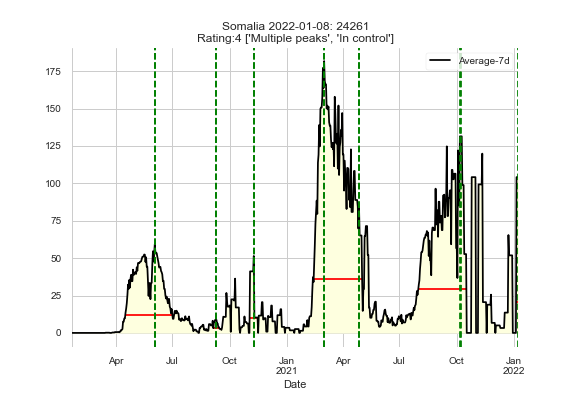 Somalia 2022-01-08: 24261
Rating:4 ['Multiple peaks', 'In control']
Average-7d
175
150
125
100
75
50
25
0
Apr Jul Oct Jan Apr Jul Oct Jan
2021 2022
Date